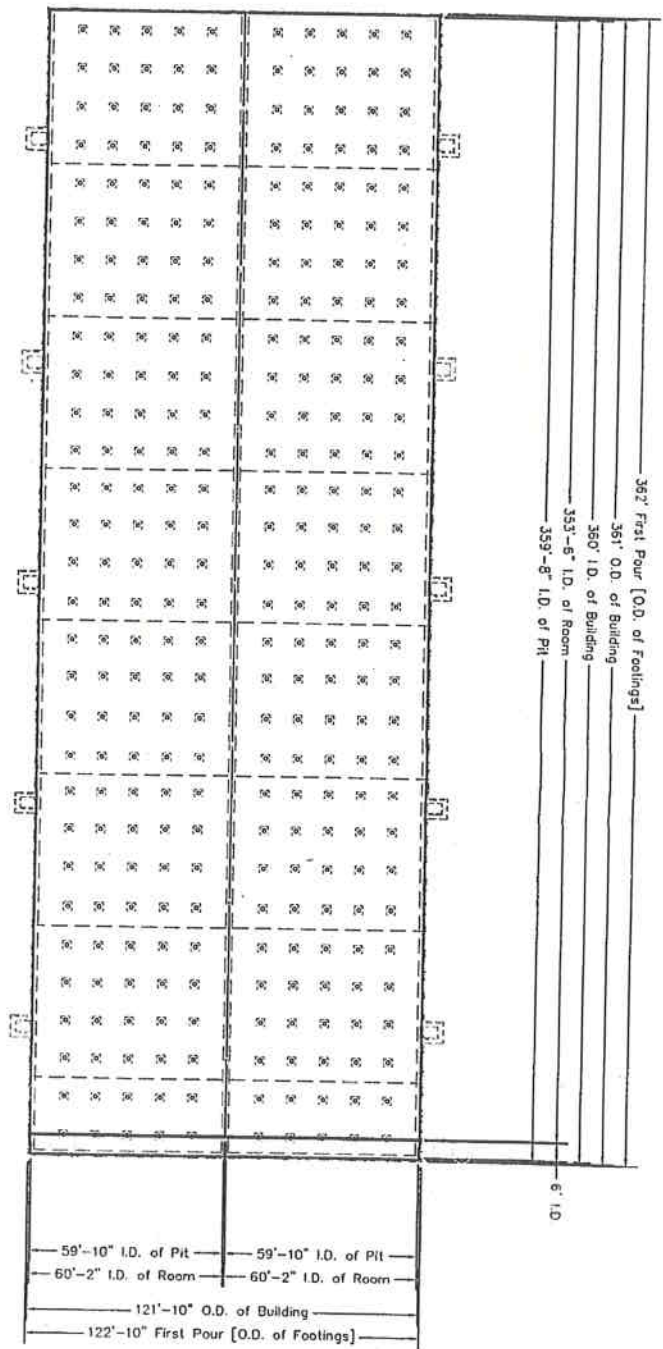 362' First Pour [O.D. of Footings]
361' O.D. of Building
360' I.D. of Building
353'-6" I.D. of Room
359'-8" I.D. of Pit
6' I.D
59'-10" I.D. of Pit
59'-10" I.D. of Pit
60'-2" I.D. of Room
60'-2" I.D. of Room
121'-10" O.D. of Building
122'-10" First Pour [O.D. of Footings]